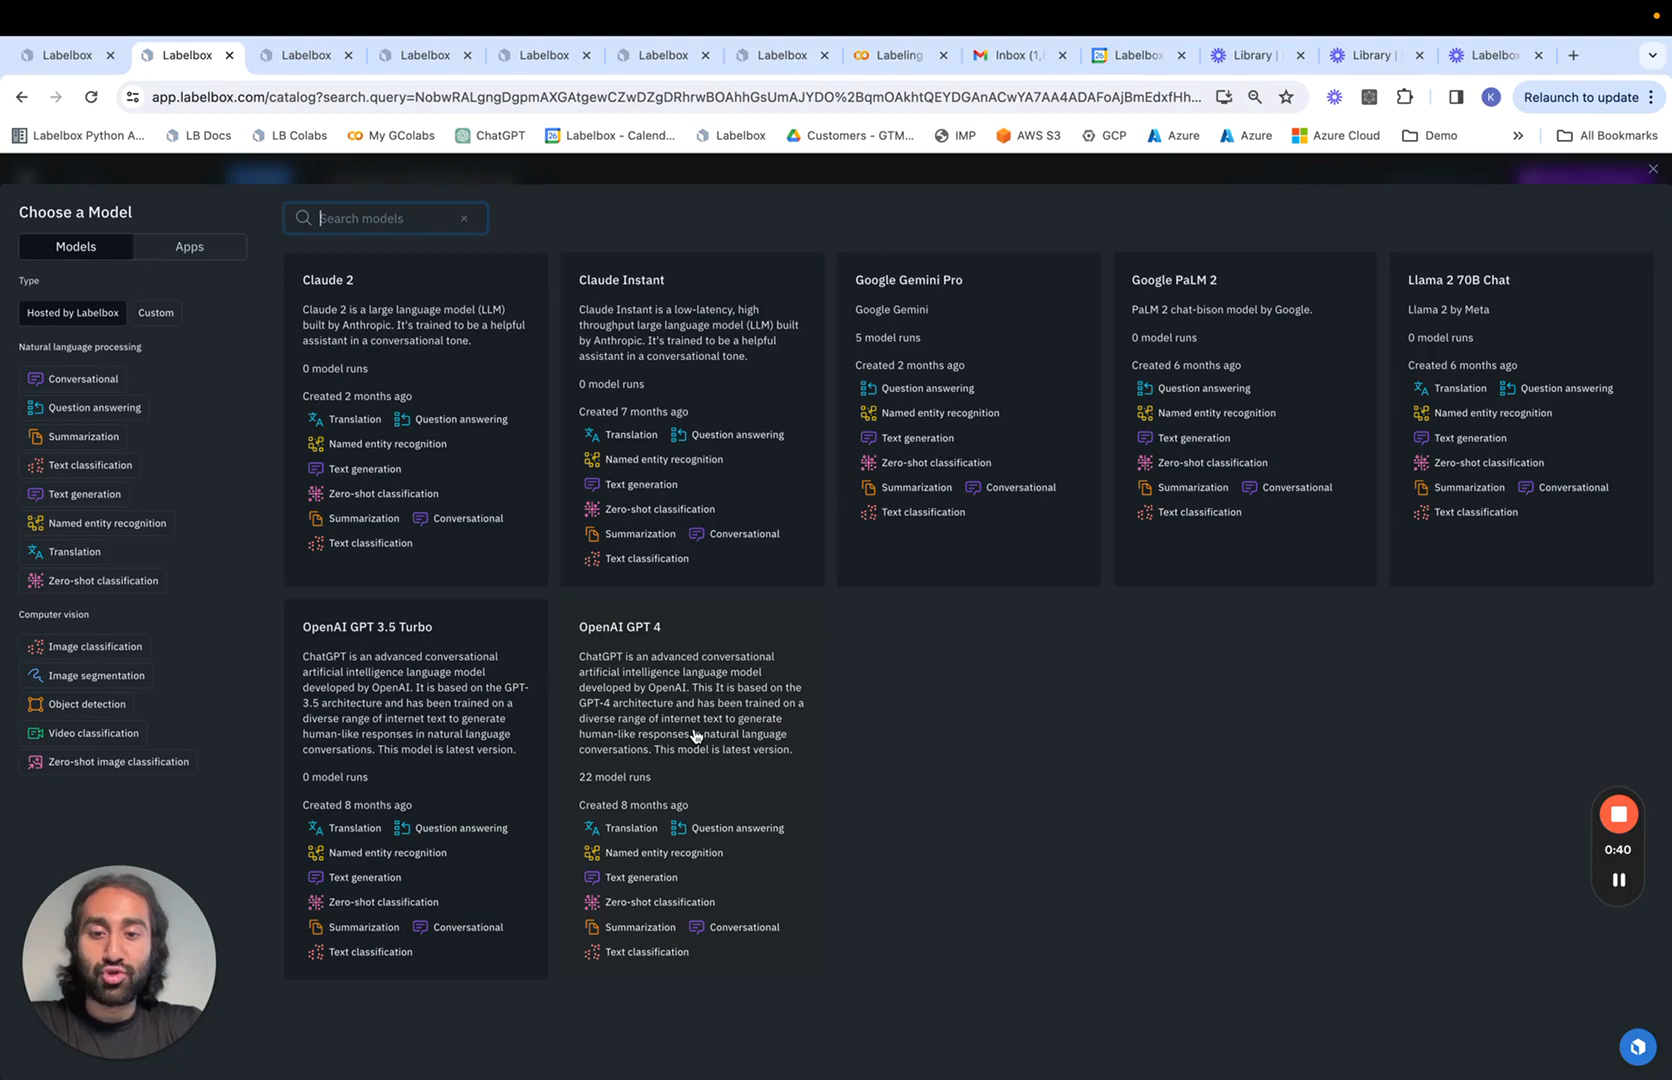 Labelbox
Labelbox
Labelbox
Labelbox
Labelbox
Labelbox
Labelbox
Labeling
Inbox (1,
Labelbox
Library |
Library |
Labelbox
app.labelbox.com/catalog?search.query=NobwRALgngDgpmAXGAtgewCZwDZgDRhrwBOAhhGsUmAJYDO%2BqmOAkhtQEYDGAnACwYA7AA4ADAFoAjBmEdxfHh...
K
Relaunch to update
Labelbox Python A...
LB Docs
LB Colabs
My GColabs
ChatGPT
Labelbox - Calend...
Labelbox
Customers - GTM...
IMP
AWS S3
GCP
Azure
Azure
Azure Cloud
Demo
All Bookmarks
Choose a Model
Models
Apps
Type
Hosted by Labelbox
Custom
Natural language processing
Conversational
Question answering
Summarization
Text classification
Text generation
Named entity recognition
Translation
Zero-shot classification
Computer vision
Image classification
Image segmentation
Object detection
Video classification
Zero-shot image classification
Search models
Claude 2
Claude 2 is a large language model (LLM)
built by Anthropic. It's trained to be a helpful
assistant in a conversational tone.
0 model runs
Created 2 months ago
Translation
Question answering
Named entity recognition
Text generation
Zero-shot classification
Summarization
Conversational
Text classification
Claude Instant
Claude Instant is a low-latency, high
throughput large language model (LLM) built
by Anthropic. It's trained to be a helpful
assistant in a conversational tone.
0 model runs
Created 7 months ago
Translation
Question answering
Named entity recognition
Text generation
Zero-shot classification
Summarization
Conversational
Text classification
Google Gemini Pro
Google Gemini
5 model runs
Created 2 months ago
Question answering
Named entity recognition
Text generation
Zero-shot classification
Summarization
Conversational
Text classification
Google PaLM 2
PaLM 2 chat-bison model by Google.
0 model runs
Created 6 months ago
Question answering
Named entity recognition
Text generation
Zero-shot classification
Summarization
Conversational
Text classification
Llama 2 70B Chat
Llama 2 by Meta
0 model runs
Created 6 months ago
Translation
Question answering
Named entity recognition
Text generation
Zero-shot classification
Summarization
Conversational
Text classification
OpenAI GPT 3.5 Turbo
ChatGPT is an advanced conversational
artificial intelligence language model
developed by OpenAI. It is based on the GPT-
3.5 architecture and has been trained on a
diverse range of internet text to generate
human-like responses in natural language
conversations. This model is latest version.
0 model runs
Created 8 months ago
Translation
Question answering
Named entity recognition
Text generation
Zero-shot classification
Summarization
Conversational
Text classification
OpenAI GPT 4
ChatGPT is an advanced conversational
artificial intelligence language model
developed by OpenAI. This It is based on the
GPT-4 architecture and has been trained on a
diverse range of internet text to generate
human-like responses in natural language
conversations. This model is latest version.
22 model runs
Created 8 months ago
Translation
Question answering
Named entity recognition
Text generation
Zero-shot classification
Summarization
Conversational
Text classification
0:40